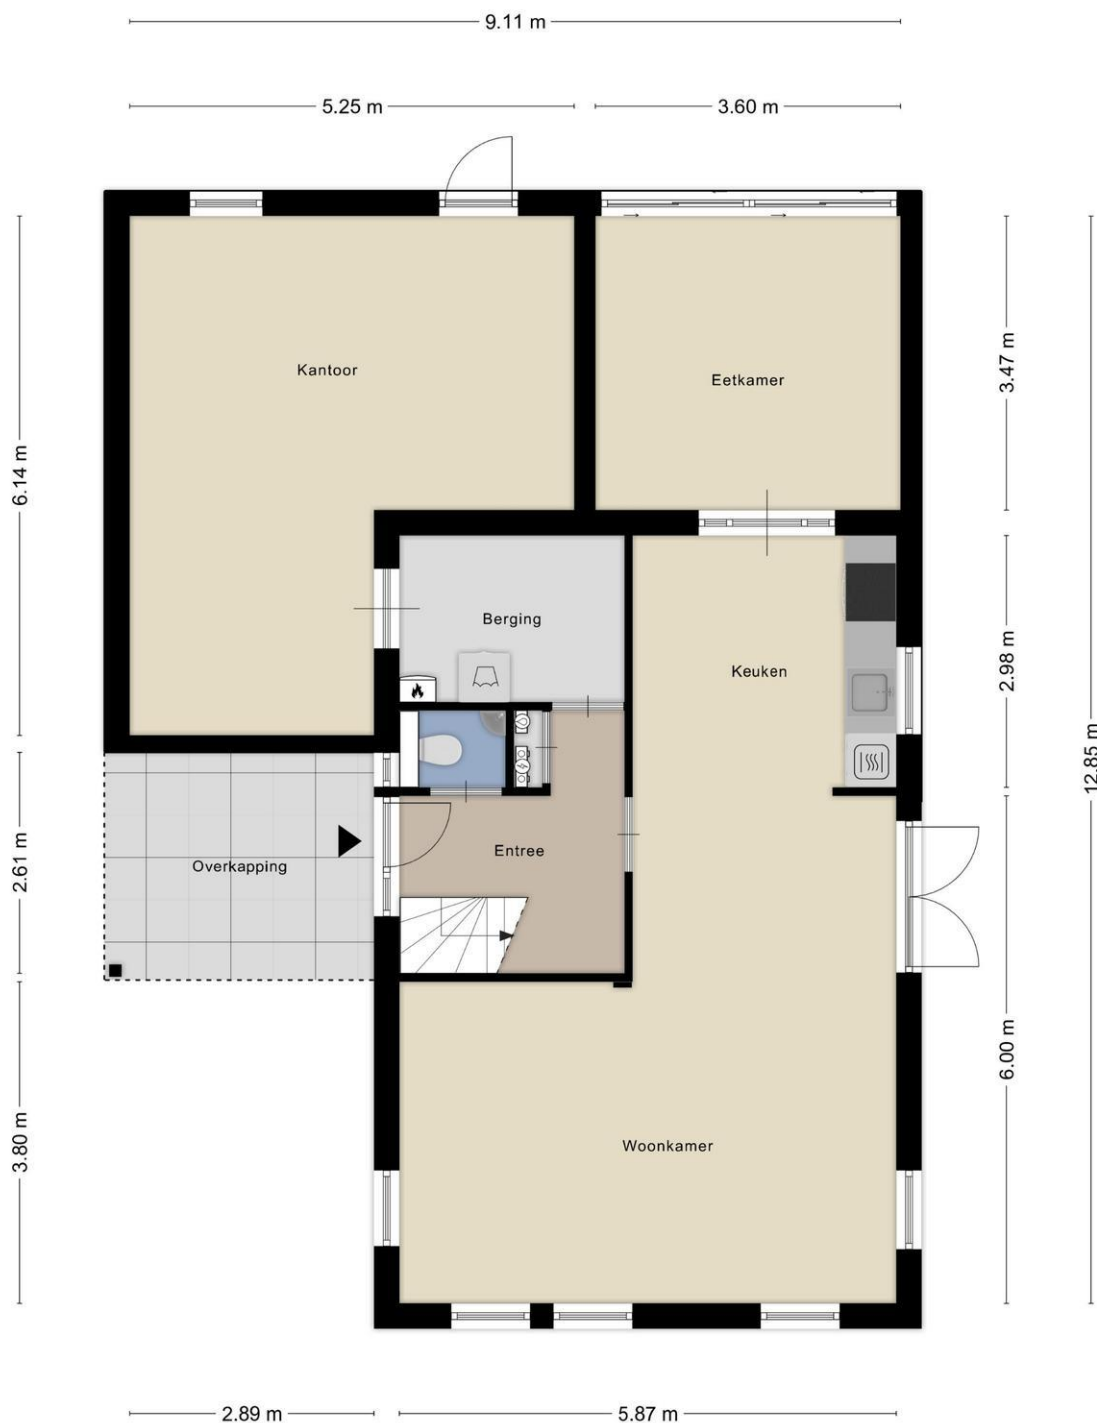 9.11 m
5.25 m
3.60 m
Kantoor
Eetkamer
3.47 m
6.14 m
Berging
Keuken
2.98 m
12.85 m
Entree
Overkapping
2.61 m
6.00 m
3.80 m
Woonkamer
2.89 m
5.87 m